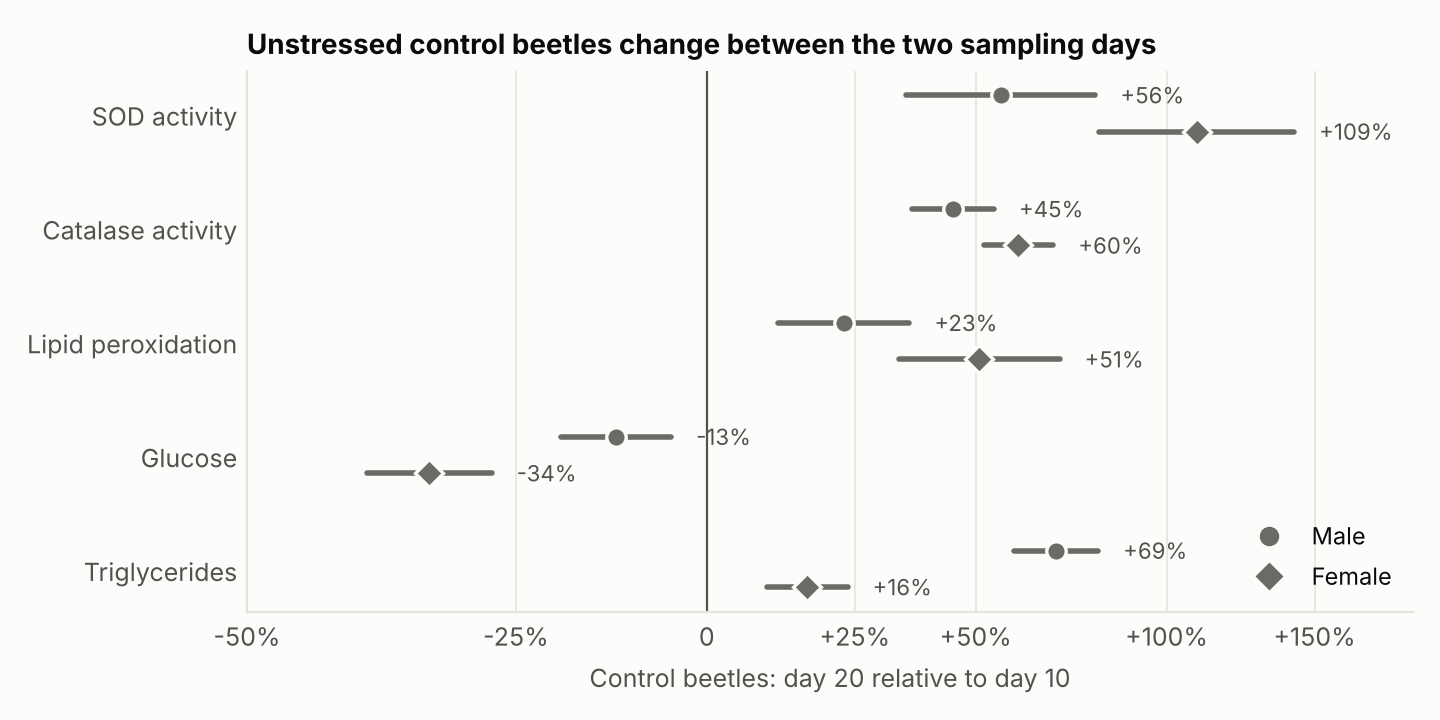 Unstressed control beetles change between the two sampling days
SOD activity
+56%
+109%
Catalase activity
+45%
+60%
Lipid peroxidation
+23%
+51%
Glucose
-13%
-34%
Triglycerides
+69%
+16%
Male
Female
-50% -25% 0 +25% +50% +100% +150%
Control beetles: day 20 relative to day 10